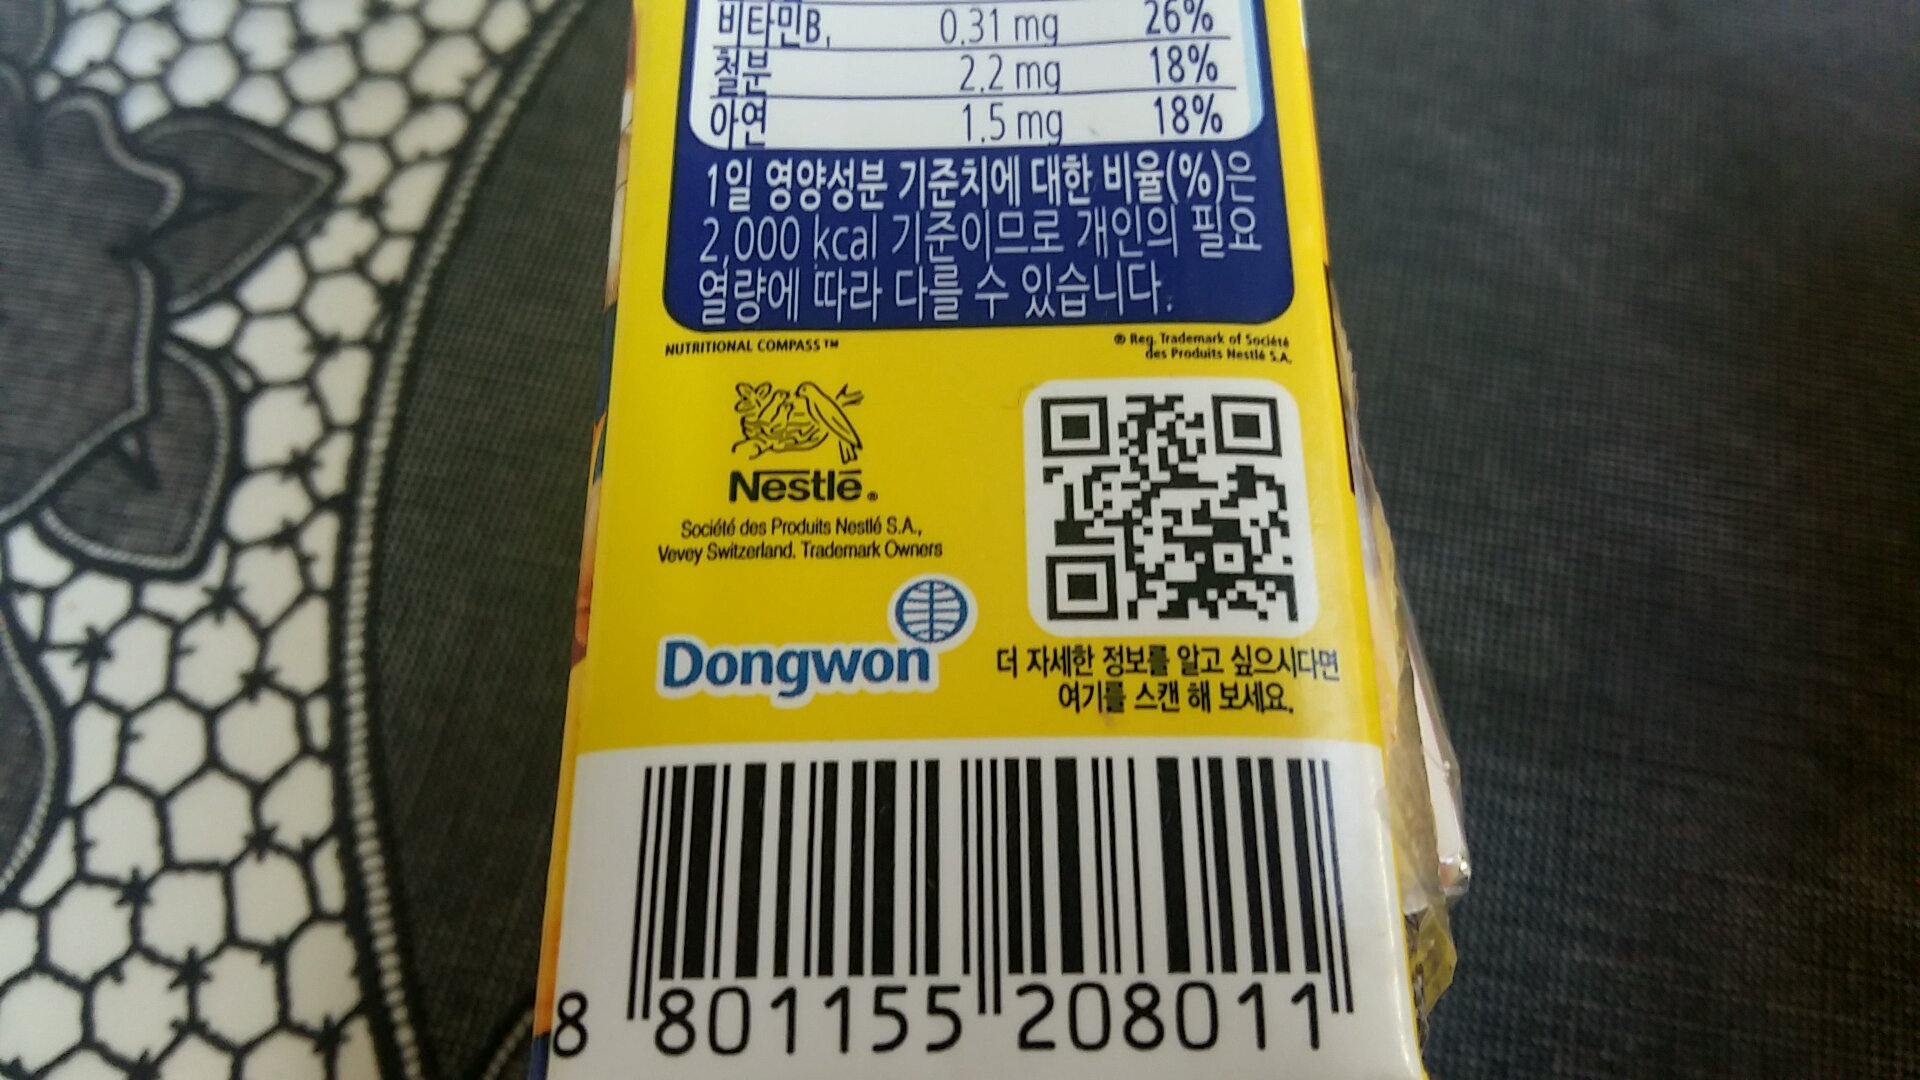 비타민B₁ 0.31 mg 26%
철분 2.2 mg 18%
아연 1.5 mg 18%
1일 영양성분 기준치에 대한 비율(%)은
2,000 kcal 기준이므로 개인의 필요
열량에 따라 다를 수 있습니다.
NUTRITIONAL COMPASS™
® Reg. Trademark of Société
des Produits Nestlé S.A.
Nestlé®
Société des Produits Nestlé S.A.,
Vevey Switzerland. Trademark Owners
Dongwon
더 자세한 정보를 알고 싶으시다면
여기를 스캔 해 보세요.
8 801155 208011